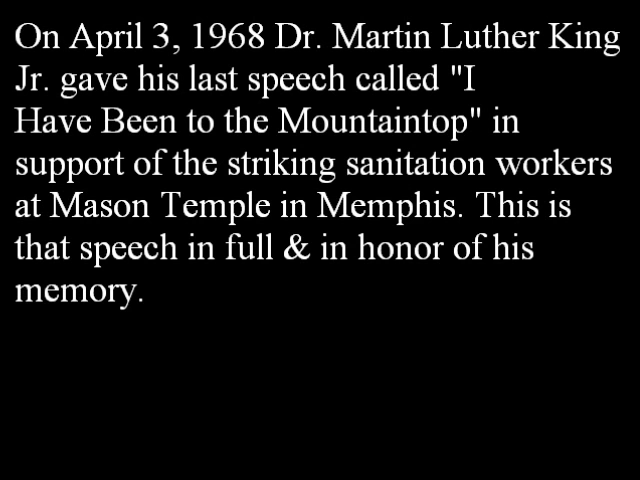 On April 3, 1968 Dr. Martin Luther King
Jr. gave his last speech called "I
Have Been to the Mountaintop" in
support of the striking sanitation workers
at Mason Temple in Memphis. This is
that speech in full & in honor of his
memory.